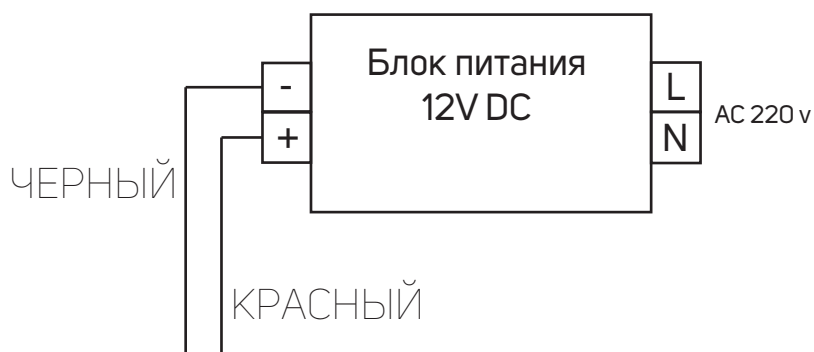 Блок питания
12V DC
-
+
L
N
AC 220 v
ЧЕРНЫЙ
КРАСНЫЙ